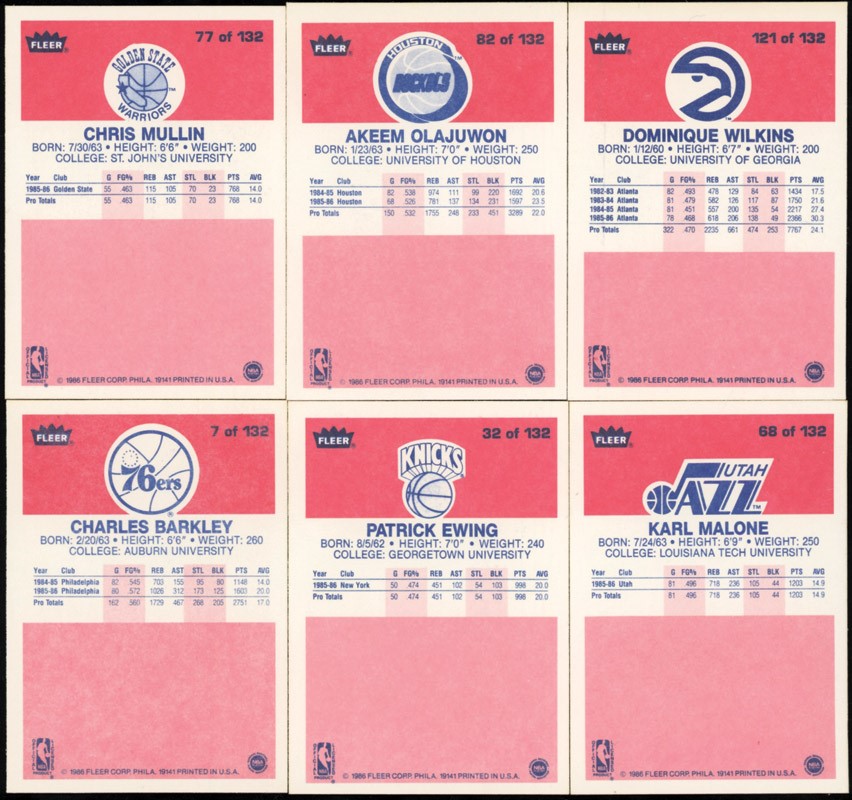 FLEER
77 of 132
GOLDEN STATE
WARRIORS
CHRIS MULLIN
BORN: 7/30/63 • HEIGHT: 6'6" • WEIGHT: 200
COLLEGE: ST. JOHN'S UNIVERSITY
Year Club G FG% REB AST STL BLK PTS AVG
1985-86 Golden State 55 .463 115 105 70 23 768 14.0
Pro Totals 55 .463 115 105 70 23 768 14.0
© 1986 FLEER CORP. PHILA. 19141 PRINTED IN U.S.A.
FLEER
82 of 132
HOUSTON
ROCKETS
AKEEM OLAJUWON
BORN: 1/23/63 • HEIGHT: 7'0" • WEIGHT: 250
COLLEGE: UNIVERSITY OF HOUSTON
Year Club G FG% REB AST STL BLK PTS AVG
1984-85 Houston 82 .538 974 111 99 220 1692 20.6
1985-86 Houston 68 .526 781 137 134 231 1597 23.5
Pro Totals 150 .532 1755 248 233 451 3289 22.0
© 1986 FLEER CORP. PHILA. 19141 PRINTED IN U.S.A.
FLEER
121 of 132
DOMINIQUE WILKINS
BORN: 1/12/60 • HEIGHT: 6'7" • WEIGHT: 200
COLLEGE: UNIVERSITY OF GEORGIA
Year Club G FG% REB AST STL BLK PTS AVG
1982-83 Atlanta 82 .493 478 129 84 63 1434 17.5
1983-84 Atlanta 81 .479 582 126 117 87 1750 21.6
1984-85 Atlanta 81 .451 557 200 135 54 2217 27.4
1985-86 Atlanta 78 .468 618 206 138 49 2366 30.3
Pro Totals 322 .470 2235 661 474 253 7767 24.1
© 1986 FLEER CORP. PHILA. 19141 PRINTED IN U.S.A.
FLEER
7 of 132
76ers
CHARLES BARKLEY
BORN: 2/20/63 • HEIGHT: 6'6" • WEIGHT: 260
COLLEGE: AUBURN UNIVERSITY
Year Club G FG% REB AST STL BLK PTS AVG
1984-85 Philadelphia 82 .545 703 155 95 80 1148 14.0
1985-86 Philadelphia 80 .572 1026 312 173 125 1603 20.0
Pro Totals 162 .560 1729 467 268 205 2751 17.0
© 1986 FLEER CORP. PHILA. 19141 PRINTED IN U.S.A.
FLEER
32 of 132
KNICKS
PATRICK EWING
BORN: 8/5/62 • HEIGHT: 7'0" • WEIGHT: 240
COLLEGE: GEORGETOWN UNIVERSITY
Year Club G FG% REB AST STL BLK PTS AVG
1985-86 New York 50 .474 451 102 54 103 998 20.0
Pro Totals 50 .474 451 102 54 103 998 20.0
© 1986 FLEER CORP. PHILA. 19141 PRINTED IN U.S.A.
FLEER
68 of 132
UTAH
JAZZ
KARL MALONE
BORN: 7/24/63 • HEIGHT: 6'9" • WEIGHT: 250
COLLEGE: LOUISIANA TECH UNIVERSITY
Year Club G FG% REB AST STL BLK PTS AVG
1985-86 Utah 81 .496 718 236 105 44 1203 14.9
Pro Totals 81 .496 718 236 105 44 1203 14.9
© 1986 FLEER CORP. PHILA. 19141 PRINTED IN U.S.A.